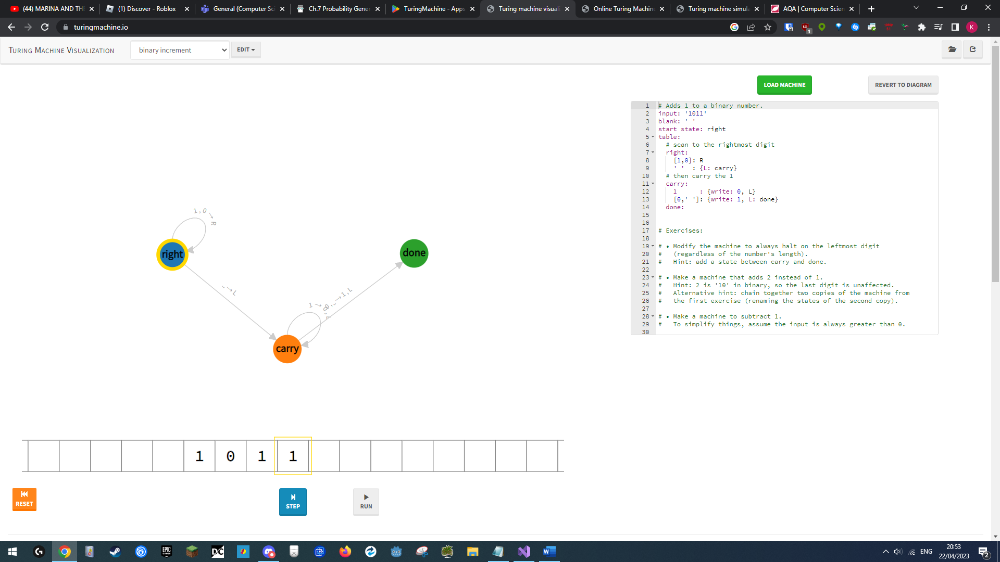 (44) MARINA AND THE
(1) Discover - Roblox
General (Computer Sci
Ch.7 Probability Gener
TuringMachine - Apps
Turing machine visuali
Online Turing Machine
Turing machine simula
AQA | Computer Scien
turingmachine.io
1
K
TURING MACHINE VISUALIZATION
binary increment
EDIT
LOAD MACHINE
REVERT TO DIAGRAM
1 # Adds 1 to a binary number.
2 input: '1011'
3 blank: ' '
4 start state: right
5 table:
6 # scan to the rightmost digit
7 right:
8 [1,0]: R
9 ' ' : {L: carry}
10 # then carry the 1
11 carry:
12 1 : {write: 0, L}
13 [0,' ']: {write: 1, L: done}
14 done:
15
16
17 # Exercises:
18
19 # • Modify the machine to always halt on the leftmost digit
20 # (regardless of the number's length).
21 # Hint: add a state between carry and done.
22
23 # • Make a machine that adds 2 instead of 1.
24 # Hint: 2 is '10' in binary, so the last digit is unaffected.
25 # Alternative hint: chain together two copies of the machine from
26 # the first exercise (renaming the states of the second copy).
27
28 # • Make a machine to subtract 1.
29 # To simplify things, assume the input is always greater than 0.
30
1,0→R
right
done
␣→L
carry
1 0 1 1
RESET
STEP
RUN
EPIC GAMES
DC
ENG
20:53
22/04/2023
2